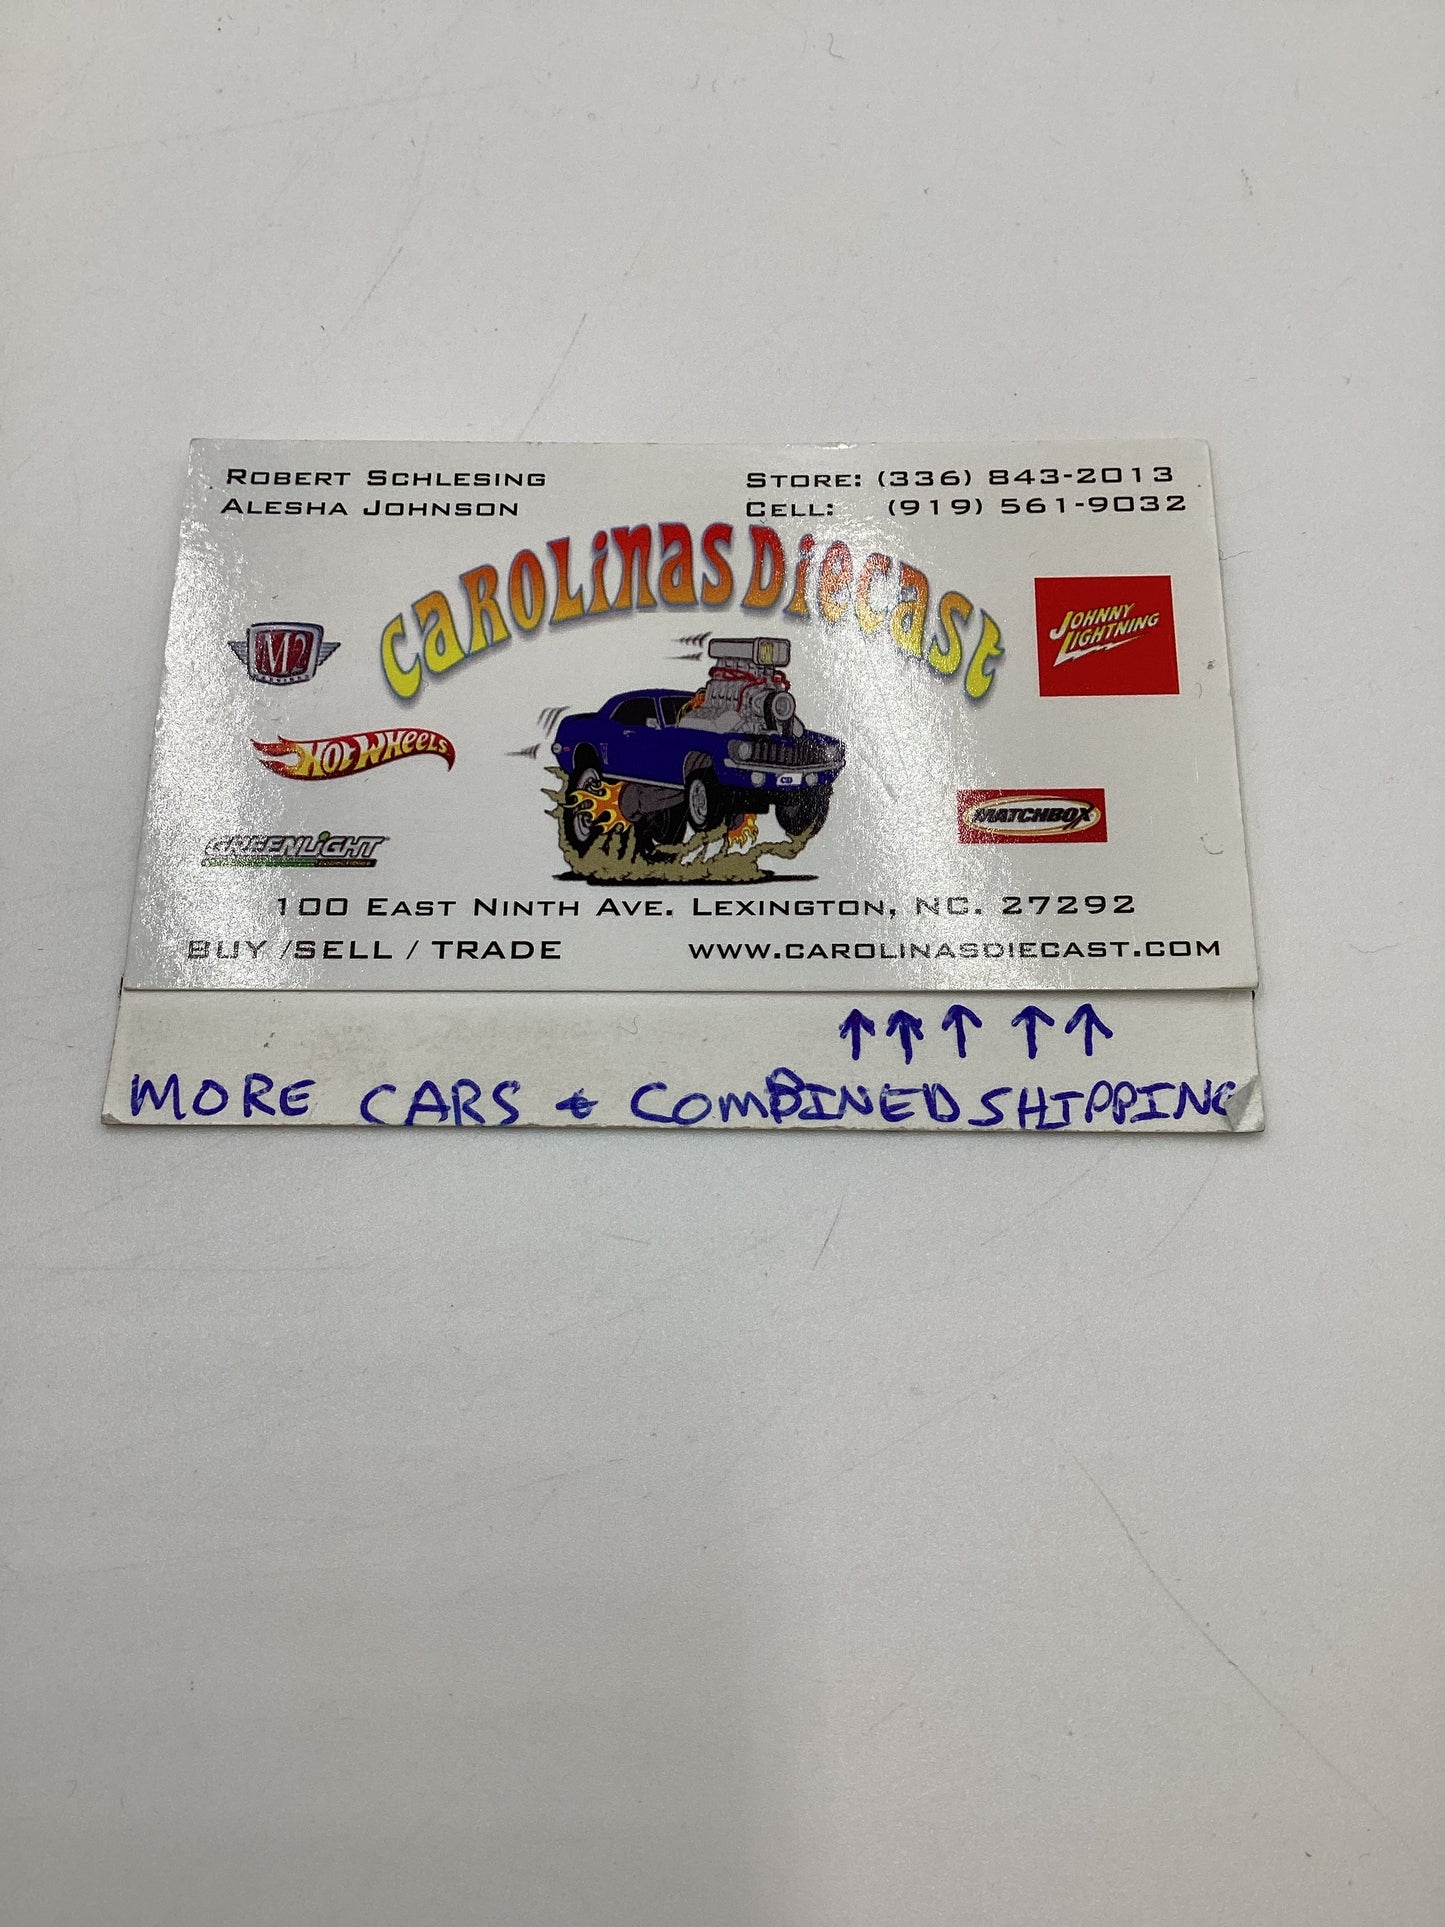 ROBERT SCHLESING
ALESHA JOHNSON
STORE: (336) 843-2013
CELL: (919) 561-9032
CAROLINAS DIECAST
M2
JOHNNY LIGHTNING
HOT WHEELS
MATCHBOX
GREENLIGHT
CD
100 EAST NINTH AVE. LEXINGTON, NC. 27292
BUY / SELL / TRADE
WWW.CAROLINASDIECAST.COM
↑ ↑ ↑ ↑ ↑
MORE CARS & COMBINED SHIPPING